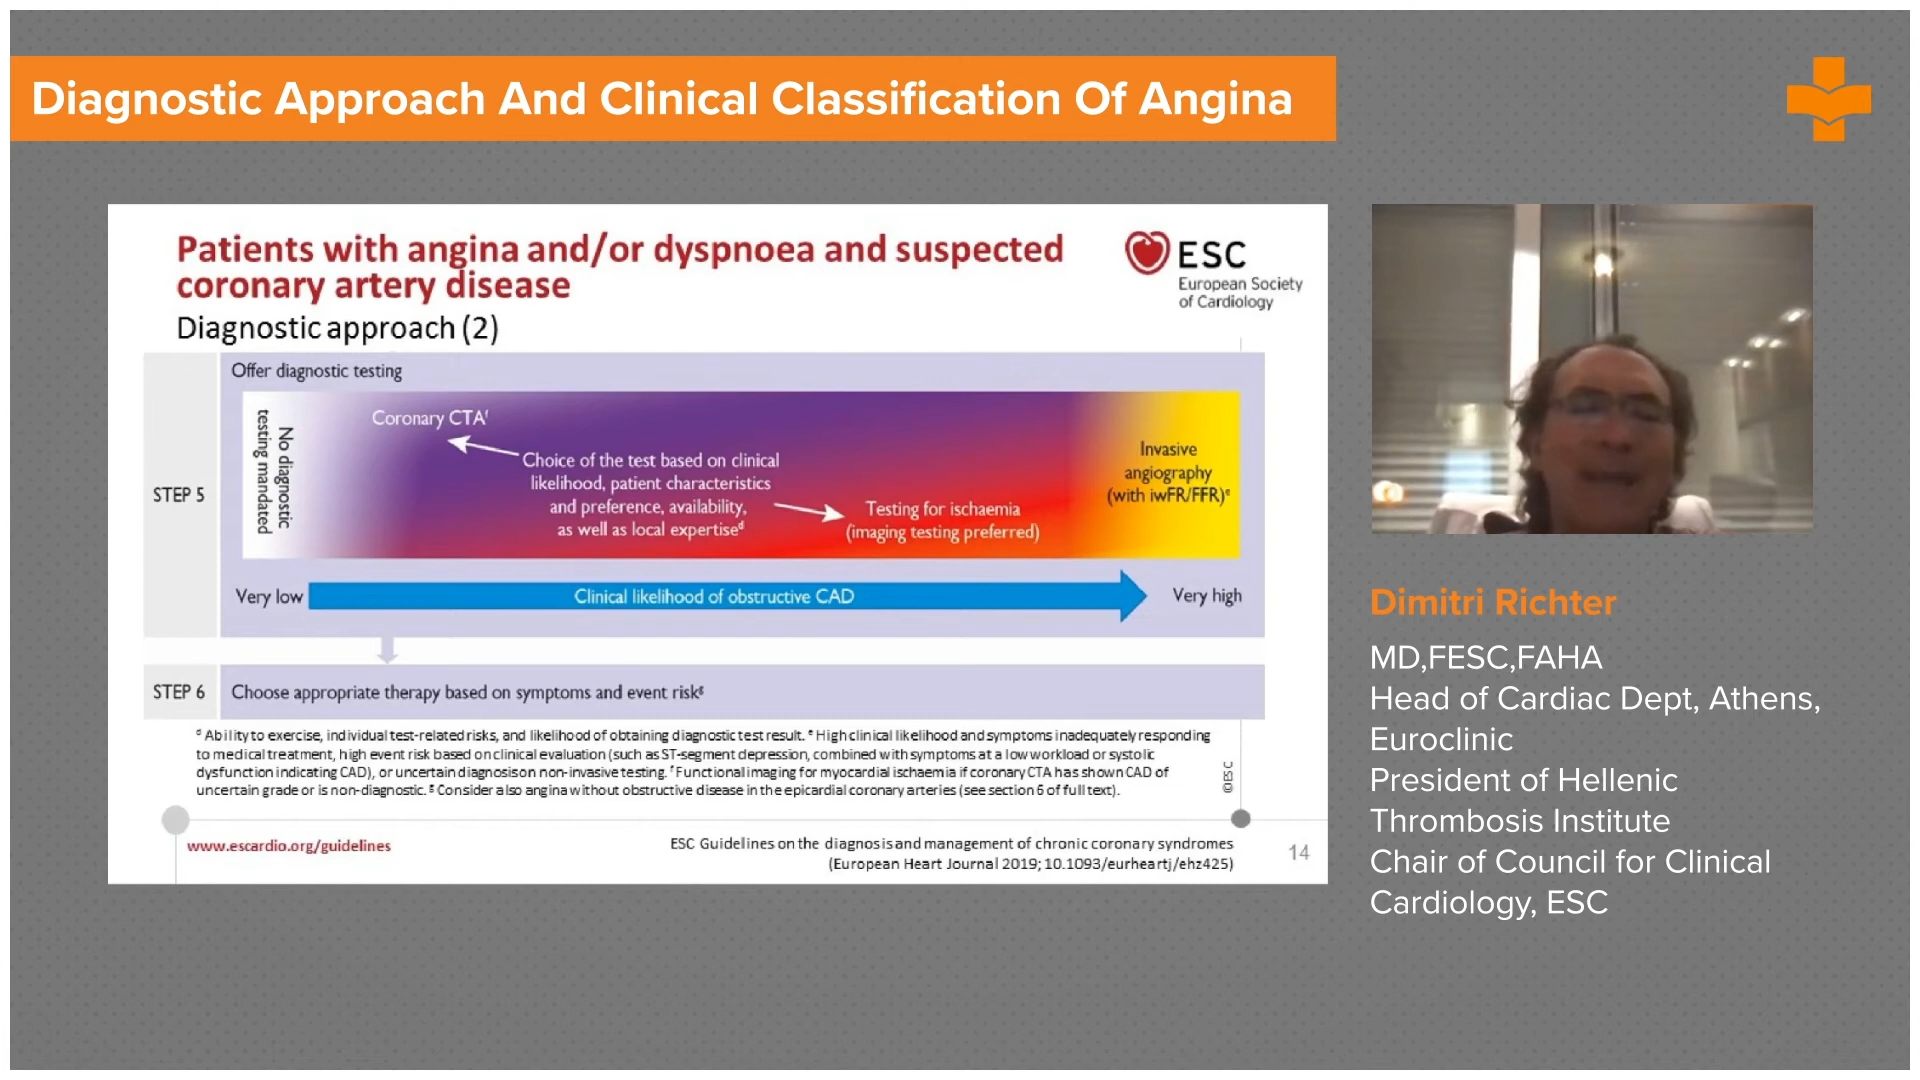 Diagnostic Approach And Clinical Classification Of Angina
Patients with angina and/or dyspnoea and suspected
coronary artery disease
Diagnostic approach (2)
ESC
European Society
of Cardiology
STEP 5
Offer diagnostic testing
No diagnostic
testing mandated
Coronary CTAᶠ
Choice of the test based on clinical
likelihood, patient characteristics
and preference, availability,
as well as local expertiseᵈ
Testing for ischaemia
(imaging testing preferred)
Invasive
angiography
(with iwFR/FFR)ᵉ
Very low
Clinical likelihood of obstructive CAD
Very high
STEP 6
Choose appropriate therapy based on symptoms and event riskᵍ
ᵈ Ability to exercise, individual test-related risks, and likelihood of obtaining diagnostic test result. ᵉ High clinical likelihood and symptoms inadequately responding
to medical treatment, high event risk based on clinical evaluation (such as ST-segment depression, combined with symptoms at a low workload or systolic
dysfunction indicating CAD), or uncertain diagnosis on non-invasive testing. ᶠ Functional imaging for myocardial ischaemia if coronary CTA has shown CAD of
uncertain grade or is non-diagnostic. ᵍ Consider also angina without obstructive disease in the epicardial coronary arteries (see section 6 of full text).
©ESC
www.escardio.org/guidelines
ESC Guidelines on the diagnosis and management of chronic coronary syndromes
(European Heart Journal 2019; 10.1093/eurheartj/ehz425)
14
Dimitri Richter
MD,FESC,FAHA
Head of Cardiac Dept, Athens,
Euroclinic
President of Hellenic
Thrombosis Institute
Chair of Council for Clinical
Cardiology, ESC